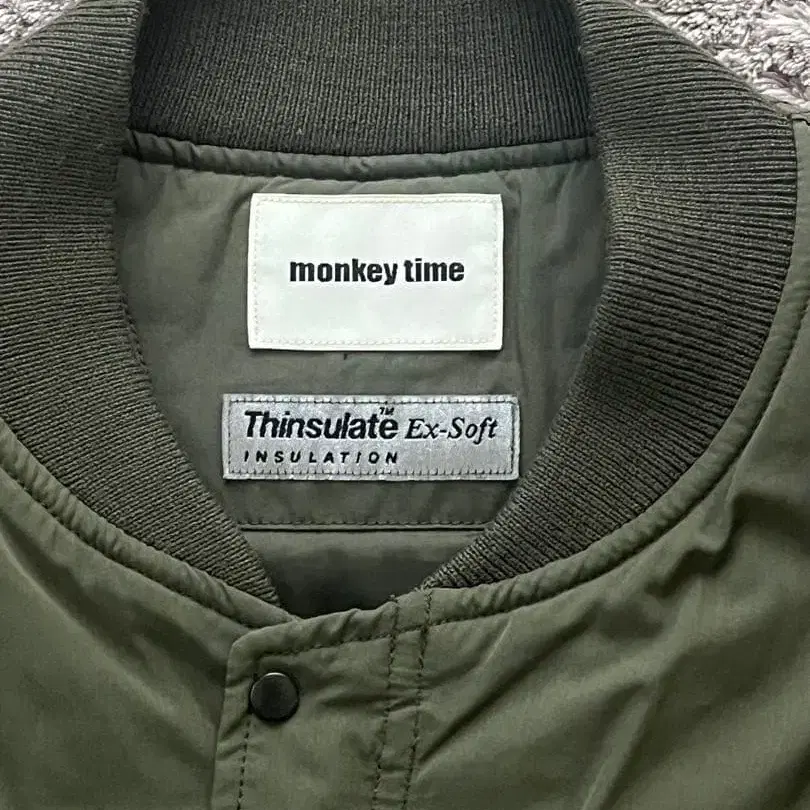 monkey time
Thinsulate™ Ex-Soft
INSULATION